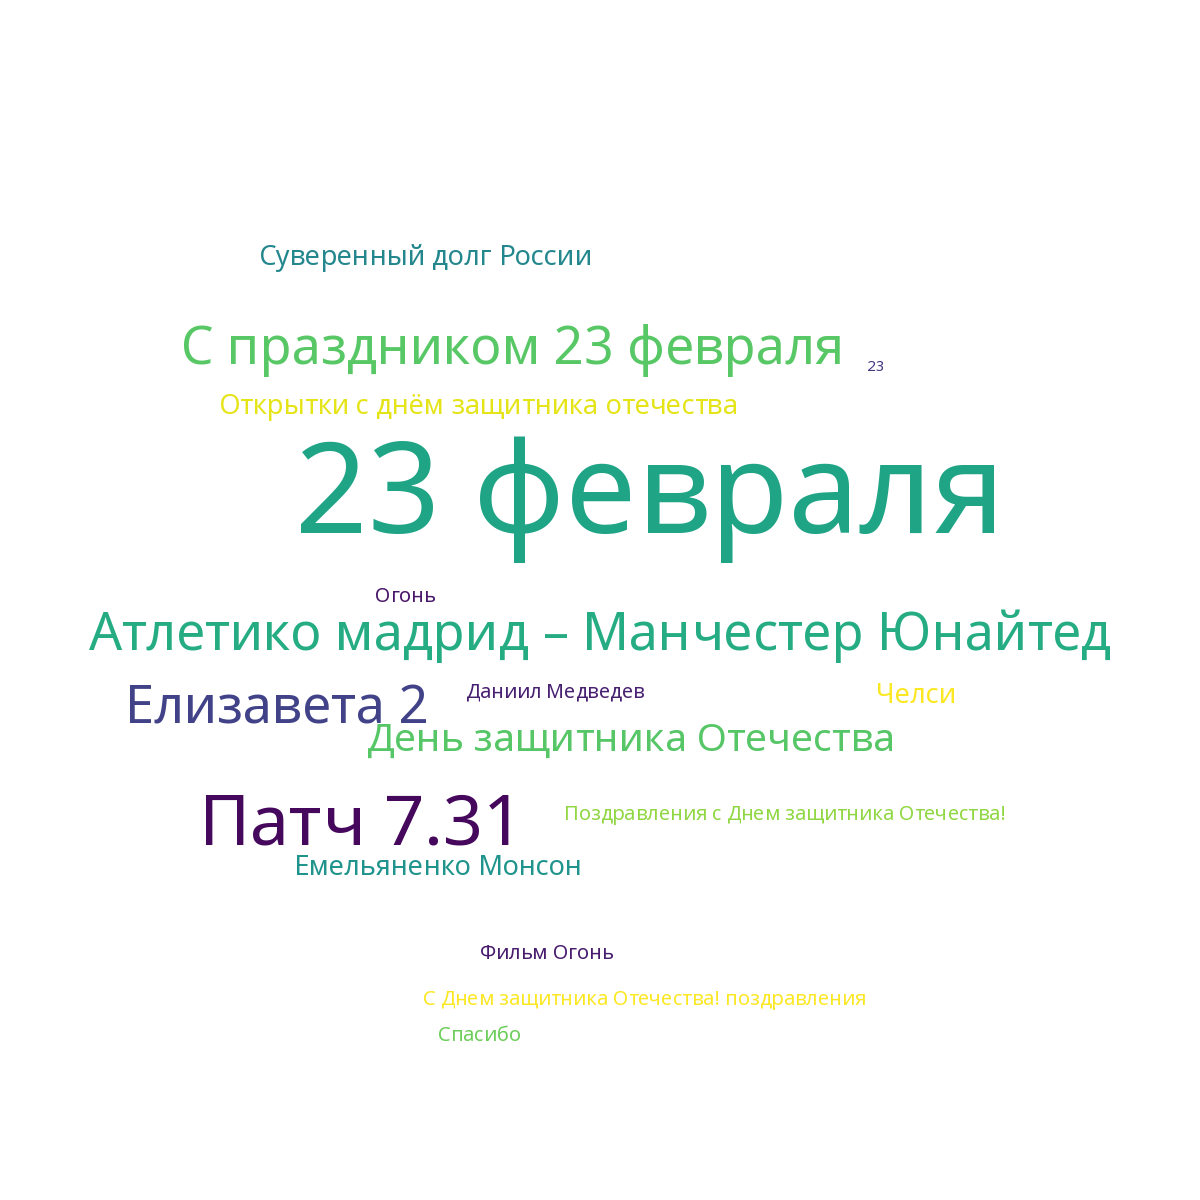 Суверенный долг России
С праздником 23 февраля
23
Открытки с днём защитника отечества
23 февраля
Огонь
Атлетико мадрид – Манчестер Юнайтед
Даниил Медведев
Челси
Елизавета 2
День защитника Отечества
Патч 7.31
Поздравления с Днем защитника Отечества!
Емельяненко Монсон
Фильм Огонь
С Днем защитника Отечества! поздравления
Спасибо